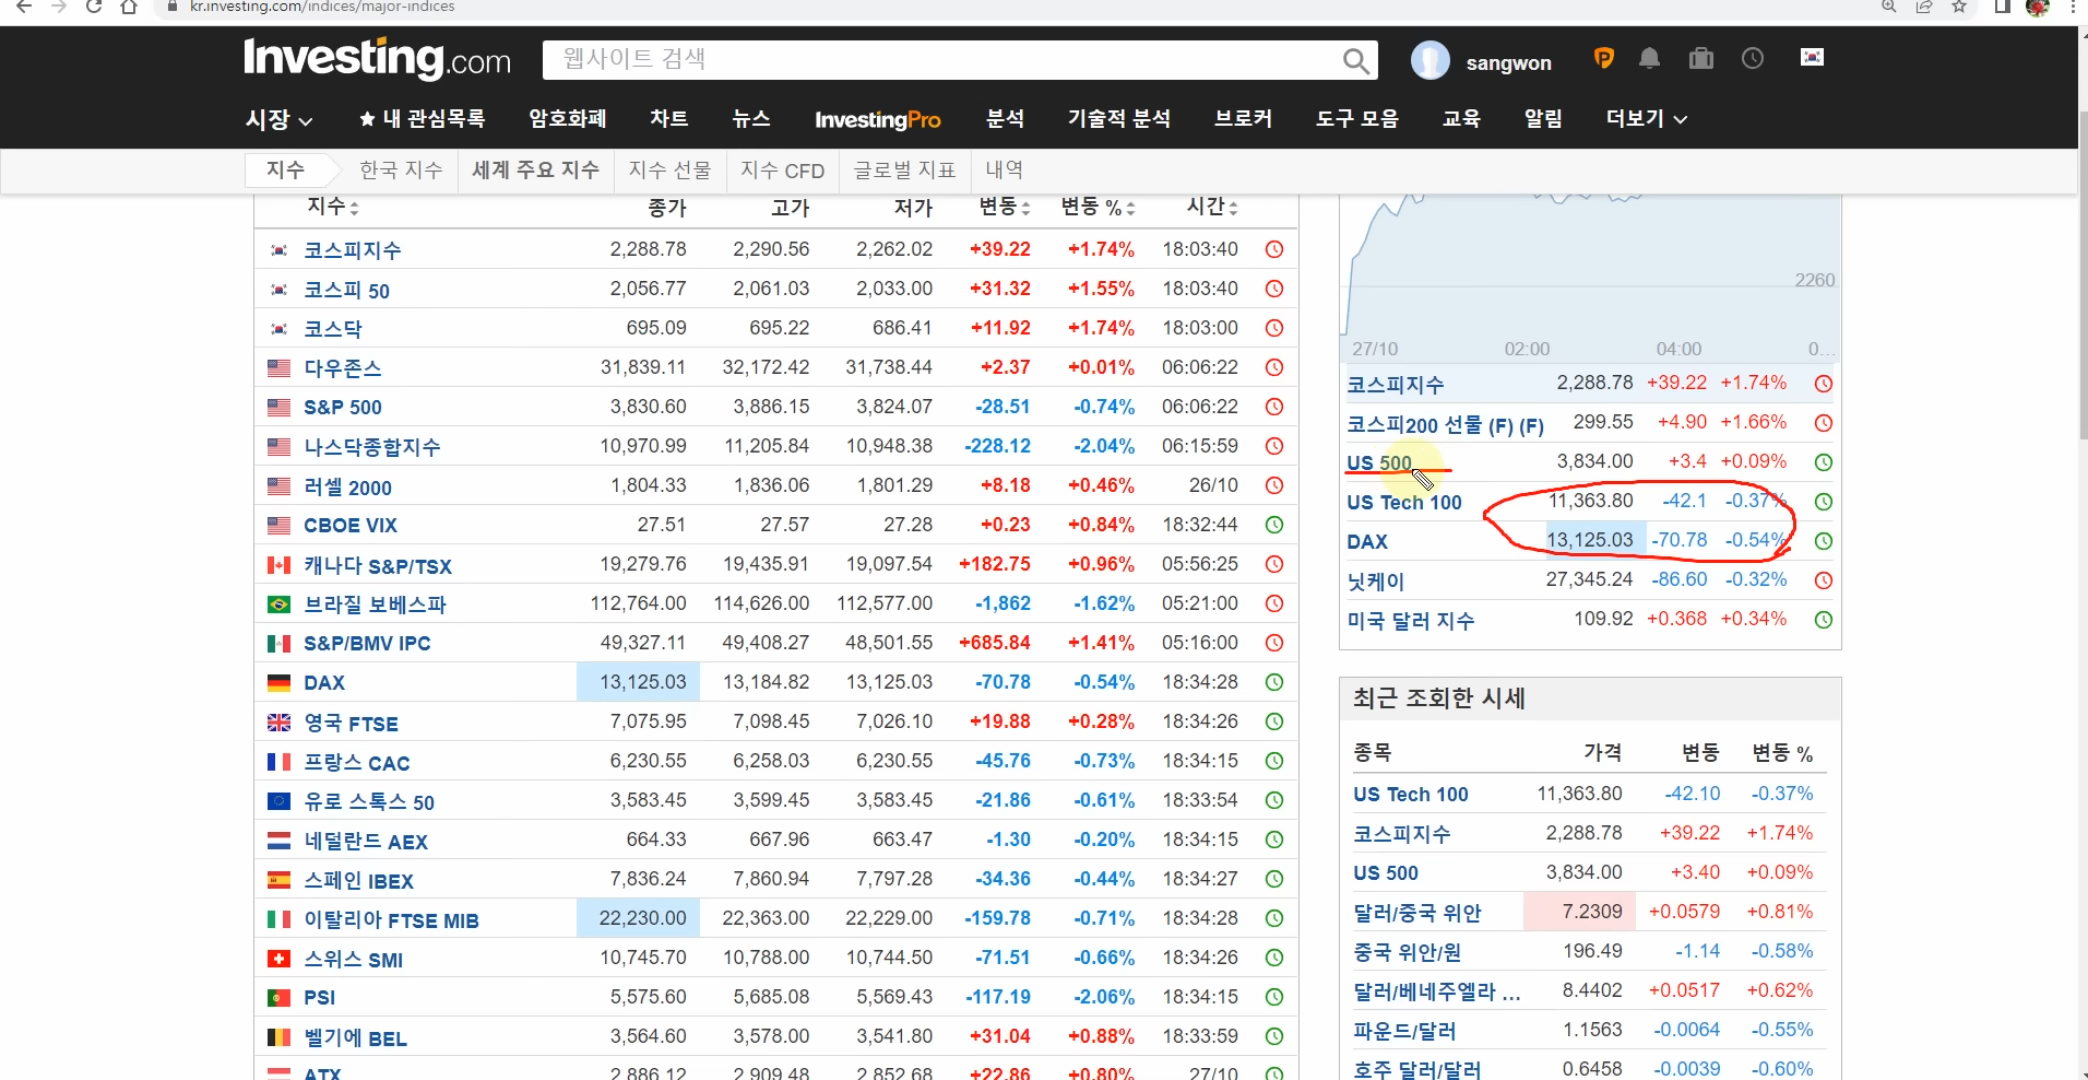 kr.investing.com/indices/major-indices
Investing.com 웹사이트 검색 sangwon
시장 ★ 내 관심목록 암호화폐 차트 뉴스 InvestingPro 분석 기술적 분석 브로커 도구 모음 교육 알림 더보기
지수 한국 지수 세계 주요 지수 지수 선물 지수 CFD 글로벌 지표 내역
지수 종가 고가 저가 변동 변동 % 시간
코스피지수 2,288.78 2,290.56 2,262.02 +39.22 +1.74% 18:03:40
코스피 50 2,056.77 2,061.03 2,033.00 +31.32 +1.55% 18:03:40
코스닥 695.09 695.22 686.41 +11.92 +1.74% 18:03:00
다우존스 31,839.11 32,172.42 31,738.44 +2.37 +0.01% 06:06:22
S&P 500 3,830.60 3,886.15 3,824.07 -28.51 -0.74% 06:06:22
나스닥종합지수 10,970.99 11,205.84 10,948.38 -228.12 -2.04% 06:15:59
러셀 2000 1,804.33 1,836.06 1,801.29 +8.18 +0.46% 26/10
CBOE VIX 27.51 27.57 27.28 +0.23 +0.84% 18:32:44
캐나다 S&P/TSX 19,279.76 19,435.91 19,097.54 +182.75 +0.96% 05:56:25
브라질 보베스파 112,764.00 114,626.00 112,577.00 -1,862 -1.62% 05:21:00
S&P/BMV IPC 49,327.11 49,408.27 48,501.55 +685.84 +1.41% 05:16:00
DAX 13,125.03 13,184.82 13,125.03 -70.78 -0.54% 18:34:28
영국 FTSE 7,075.95 7,098.45 7,026.10 +19.88 +0.28% 18:34:26
프랑스 CAC 6,230.55 6,258.03 6,230.55 -45.76 -0.73% 18:34:15
유로 스톡스 50 3,583.45 3,599.45 3,583.45 -21.86 -0.61% 18:33:54
네덜란드 AEX 664.33 667.96 663.47 -1.30 -0.20% 18:34:15
스페인 IBEX 7,836.24 7,860.94 7,797.28 -34.36 -0.44% 18:34:27
이탈리아 FTSE MIB 22,230.00 22,363.00 22,229.00 -159.78 -0.71% 18:34:28
스위스 SMI 10,745.70 10,788.00 10,744.50 -71.51 -0.66% 18:34:26
PSI 5,575.60 5,685.08 5,569.43 -117.19 -2.06% 18:34:15
벨기에 BEL 3,564.60 3,578.00 3,541.80 +31.04 +0.88% 18:33:59
ATX 2,886.12 2,909.48 2,852.68 +22.86 +0.80% 27/10
2260
27/10 02:00 04:00 0...
코스피지수 2,288.78 +39.22 +1.74%
코스피200 선물 (F) (F) 299.55 +4.90 +1.66%
US 500 3,834.00 +3.4 +0.09%
US Tech 100 11,363.80 -42.1 -0.37%
DAX 13,125.03 -70.78 -0.54%
닛케이 27,345.24 -86.60 -0.32%
미국 달러 지수 109.92 +0.368 +0.34%
최근 조회한 시세
종목 가격 변동 변동 %
US Tech 100 11,363.80 -42.10 -0.37%
코스피지수 2,288.78 +39.22 +1.74%
US 500 3,834.00 +3.40 +0.09%
달러/중국 위안 7.2309 +0.0579 +0.81%
중국 위안/원 196.49 -1.14 -0.58%
달러/베네주엘라 ... 8.4402 +0.0517 +0.62%
파운드/달러 1.1563 -0.0064 -0.55%
호주 달러/달러 0.6458 -0.0039 -0.60%